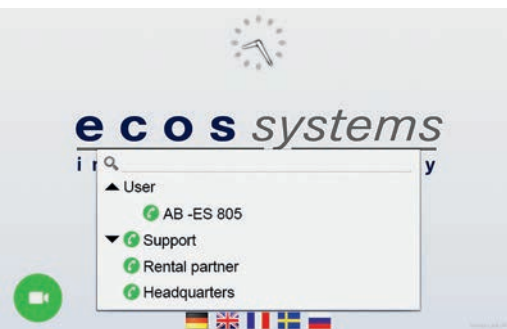 ecos systems
User
AB -ES 805
Support
Rental partner
Headquarters